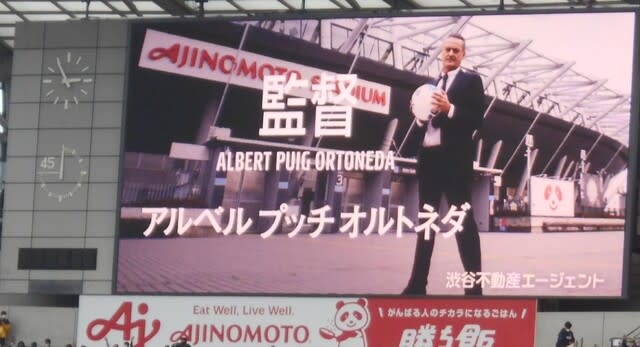 AJINOMOTO STADIUM
監督
ALBERT PUIG ORTONEDA
3
アルベル プッチ オルトネダ
渋谷不動産エージェント
45
Eat Well, Live Well.
AJINOMOTO
がんばる人のチカラになるごはん
勝ち飯